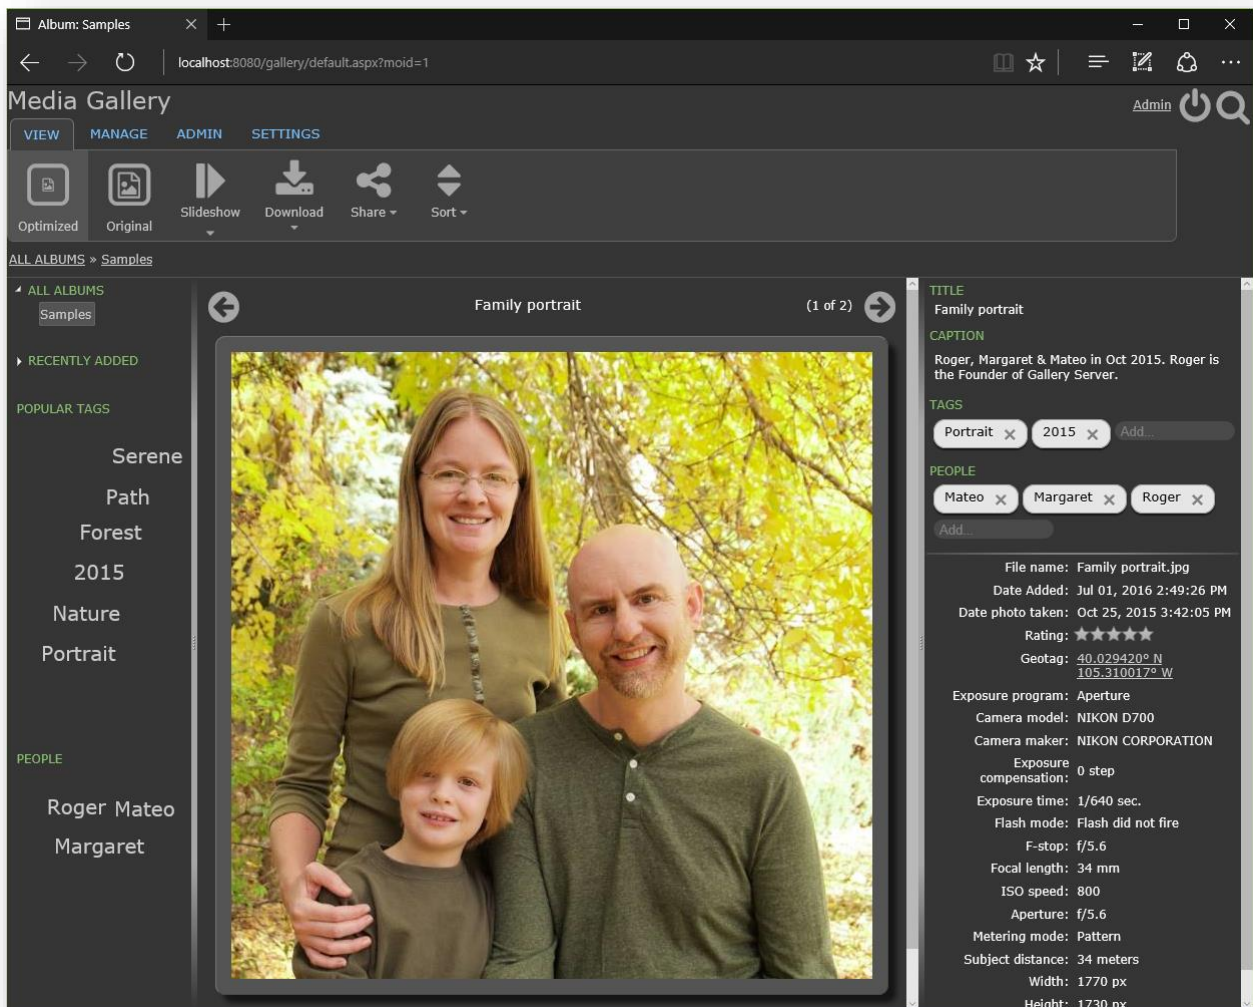 Album: Samples
localhost:8080/gallery/default.aspx?moid=1
Media Gallery
Admin
VIEW MANAGE ADMIN SETTINGS
Optimized Original Slideshow Download Share Sort
ALL ALBUMS » Samples
ALL ALBUMS
Samples
RECENTLY ADDED
POPULAR TAGS
Serene
Path
Forest
2015
Nature
Portrait
PEOPLE
Roger Mateo
Margaret
Family portrait (1 of 2)
TITLE
Family portrait
CAPTION
Roger, Margaret & Mateo in Oct 2015. Roger is
the Founder of Gallery Server.
TAGS
Portrait × 2015 × Add...
PEOPLE
Mateo × Margaret × Roger ×
Add...
File name: Family portrait.jpg
Date Added: Jul 01, 2016 2:49:26 PM
Date photo taken: Oct 25, 2015 3:42:05 PM
Rating:
Geotag: 40.029420° N
105.310017° W
Exposure program: Aperture
Camera model: NIKON D700
Camera maker: NIKON CORPORATION
Exposure
compensation: 0 step
Exposure time: 1/640 sec.
Flash mode: Flash did not fire
F-stop: f/5.6
Focal length: 34 mm
ISO speed: 800
Aperture: f/5.6
Metering mode: Pattern
Subject distance: 34 meters
Width: 1770 px
Height: 1730 px